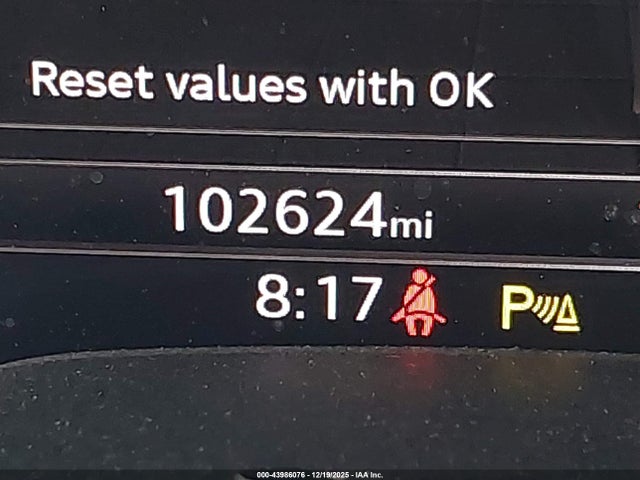 Reset values with OK
102624mi
8:17
P
000-43986076 - 12/19/2025 - IAA Inc.